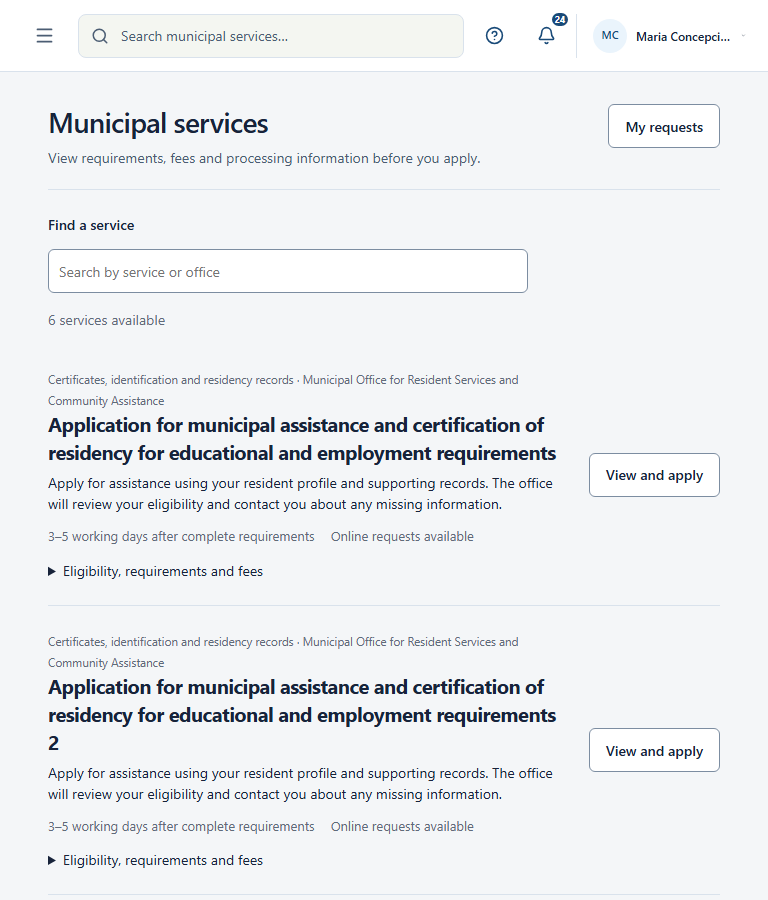 Search municipal services...
24
MC
Maria Concepci...
Municipal services
My requests
View requirements, fees and processing information before you apply.
Find a service
Search by service or office
6 services available
Certificates, identification and residency records · Municipal Office for Resident Services and
Community Assistance
Application for municipal assistance and certification of
residency for educational and employment requirements
View and apply
Apply for assistance using your resident profile and supporting records. The office
will review your eligibility and contact you about any missing information.
3–5 working days after complete requirements Online requests available
Eligibility, requirements and fees
Certificates, identification and residency records · Municipal Office for Resident Services and
Community Assistance
Application for municipal assistance and certification of
residency for educational and employment requirements
2
View and apply
Apply for assistance using your resident profile and supporting records. The office
will review your eligibility and contact you about any missing information.
3–5 working days after complete requirements Online requests available
Eligibility, requirements and fees